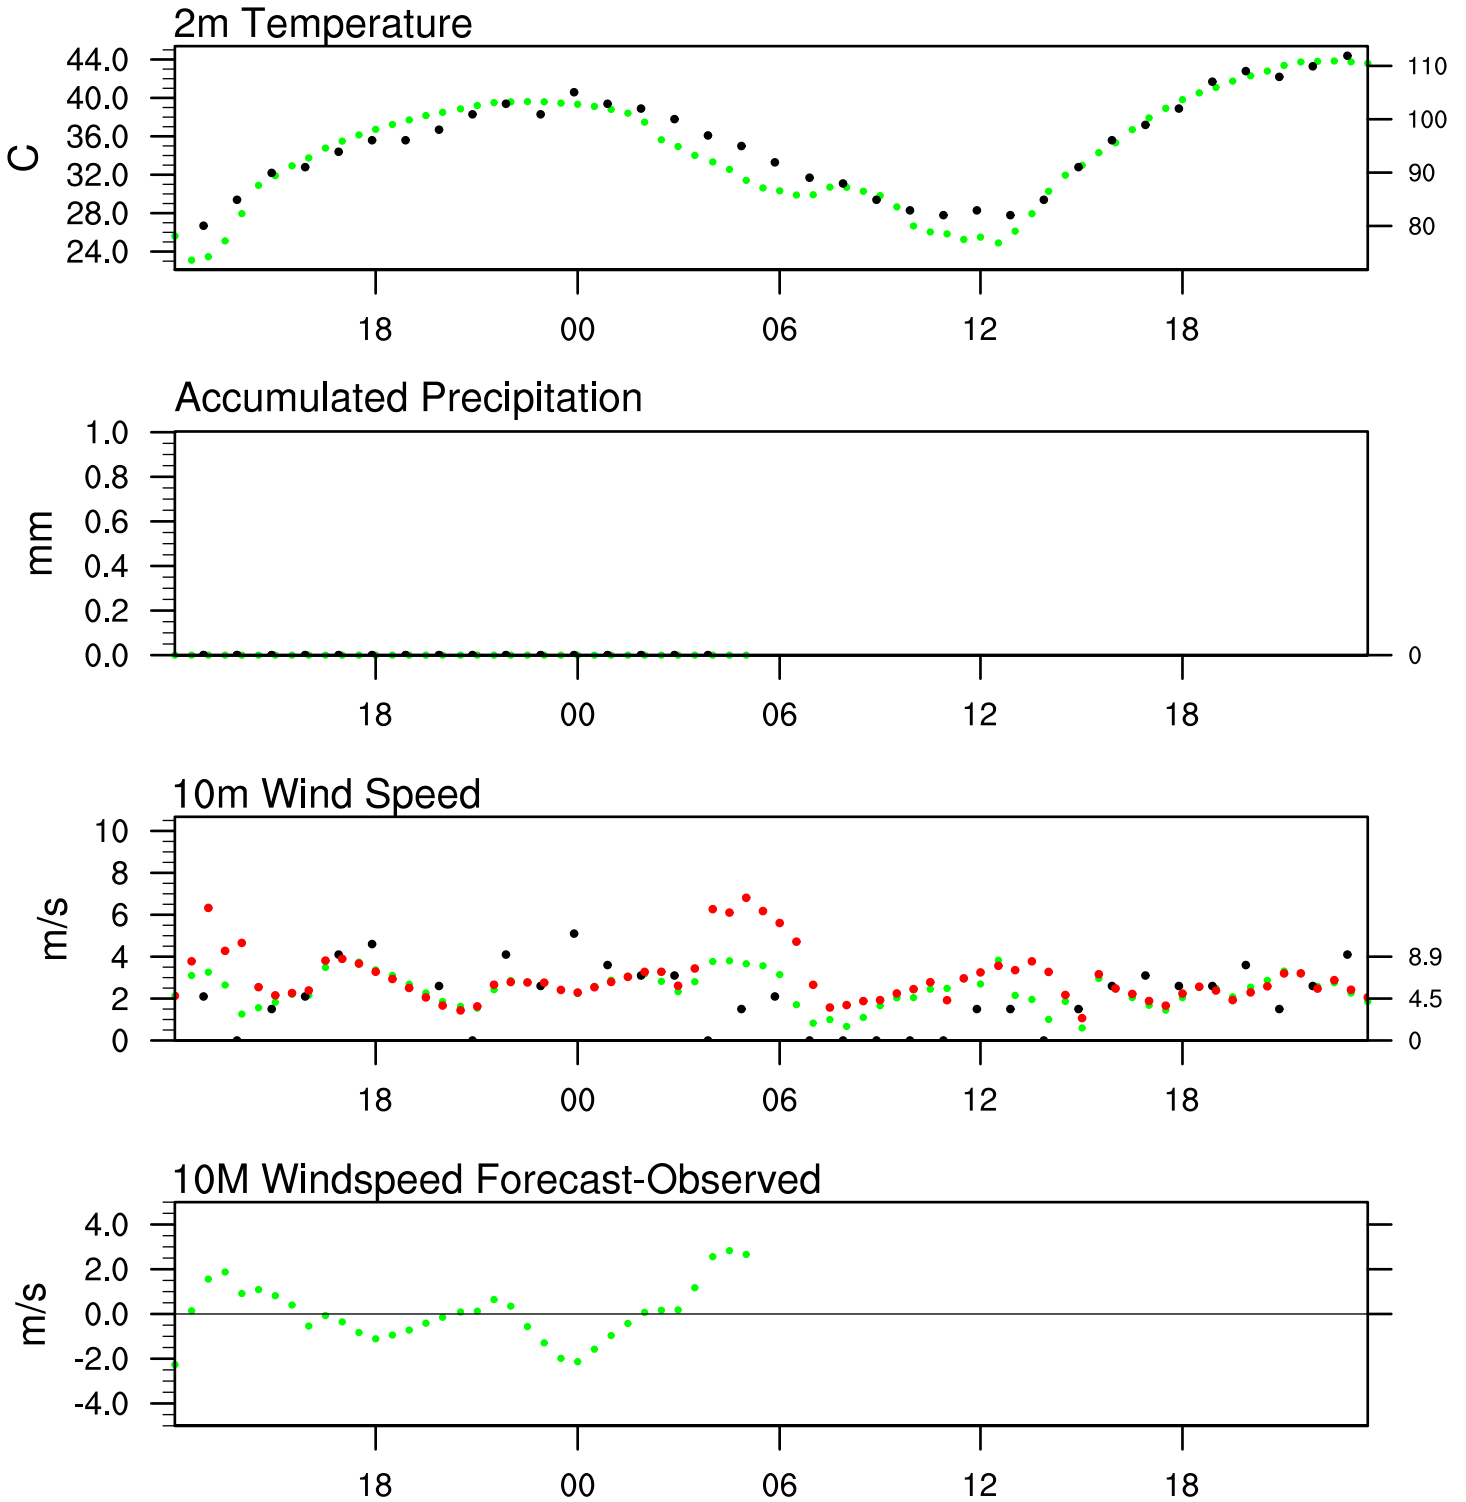 2m Temperature
44.0
40.0
36.0
32.0
28.0
24.0
C
110
100
90
80
18 00 06 12 18
Accumulated Precipitation
1.0
0.8
0.6
0.4
0.2
0.0
mm
0
18 00 06 12 18
10m Wind Speed
10
8
6
4
2
0
m/s
8.9
4.5
0
18 00 06 12 18
10M Windspeed Forecast-Observed
4.0
2.0
0.0
-2.0
-4.0
m/s
18 00 06 12 18